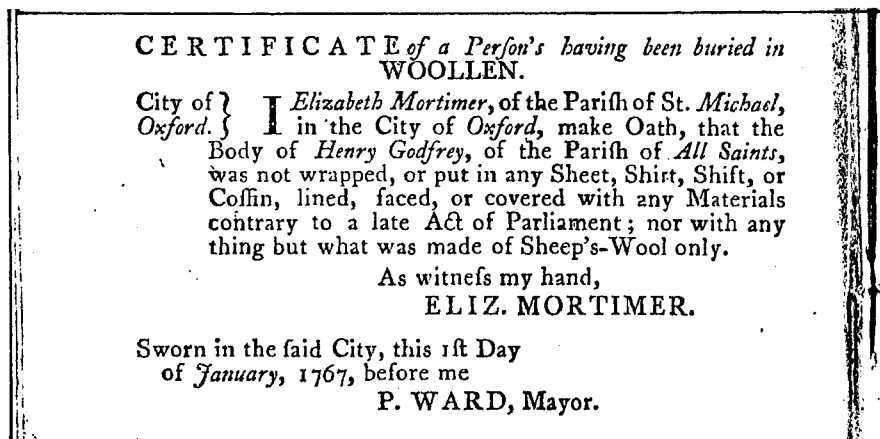 CERTIFICATE of a Perſon's having been buried in
WOOLLEN.
City of } I Elizabeth Mortimer, of the Pariſh of St. Michael,
Oxford. } in the City of Oxford, make Oath, that the
Body of Henry Godfrey, of the Pariſh of All Saints,
was not wrapped, or put in any Sheet, Shirt, Shift, or
Coffin, lined, faced, or covered with any Materials
contrary to a late Act of Parliament; nor with any
thing but what was made of Sheep's-Wool only.
As witneſs my hand,
ELIZ. MORTIMER.
Sworn in the ſaid City, this 1ſt Day
of January, 1767, before me
P. WARD, Mayor.